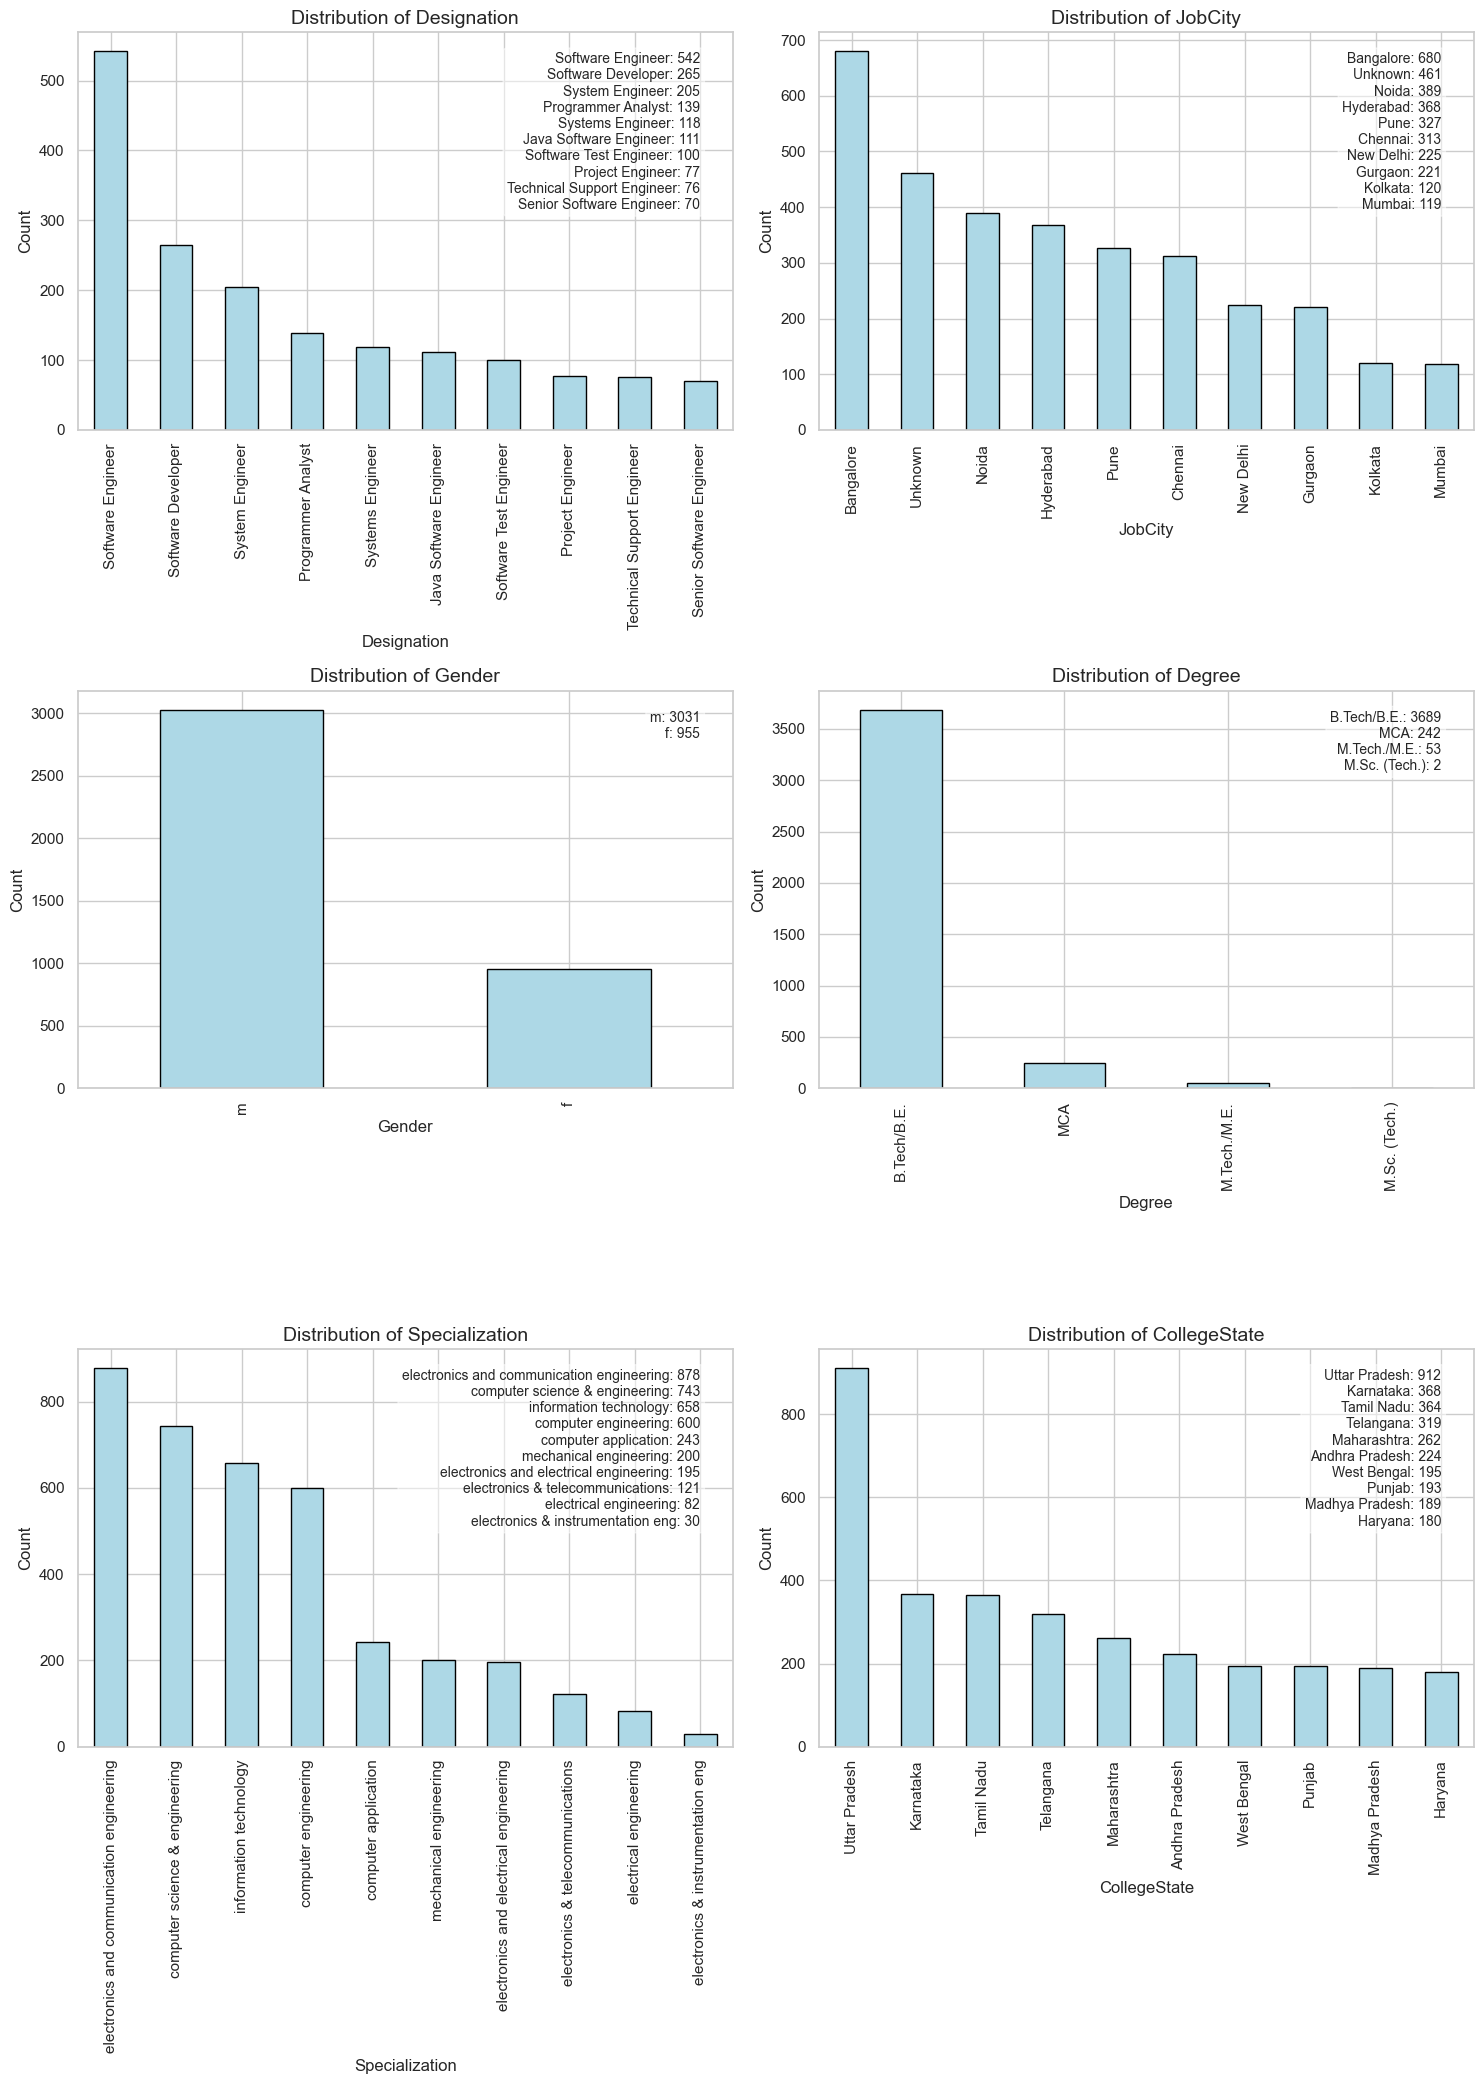 Distribution of Designation
Software Engineer: 542
Software Developer: 265
System Engineer: 205
Programmer Analyst: 139
Systems Engineer: 118
Java Software Engineer: 111
Software Test Engineer: 100
Project Engineer: 77
Technical Support Engineer: 76
Senior Software Engineer: 70
500
400
300
200
100
0
Count
Software Engineer
Software Developer
System Engineer
Programmer Analyst
Systems Engineer
Java Software Engineer
Software Test Engineer
Project Engineer
Technical Support Engineer
Senior Software Engineer
Designation
Distribution of JobCity
Bangalore: 680
Unknown: 461
Noida: 389
Hyderabad: 368
Pune: 327
Chennai: 313
New Delhi: 225
Gurgaon: 221
Kolkata: 120
Mumbai: 119
700
600
500
400
300
200
100
0
Count
Bangalore
Unknown
Noida
Hyderabad
Pune
Chennai
New Delhi
Gurgaon
Kolkata
Mumbai
JobCity
Distribution of Gender
m: 3031
f: 955
3000
2500
2000
1500
1000
500
0
Count
m
f
Gender
Distribution of Degree
B.Tech/B.E.: 3689
MCA: 242
M.Tech./M.E.: 53
M.Sc. (Tech.): 2
3500
3000
2500
2000
1500
1000
500
0
Count
B.Tech/B.E.
MCA
M.Tech./M.E.
M.Sc. (Tech.)
Degree
Distribution of Specialization
electronics and communication engineering: 878
computer science & engineering: 743
information technology: 658
computer engineering: 600
computer application: 243
mechanical engineering: 200
electronics and electrical engineering: 195
electronics & telecommunications: 121
electrical engineering: 82
electronics & instrumentation eng: 30
800
600
400
200
0
Count
electronics and communication engineering
computer science & engineering
information technology
computer engineering
computer application
mechanical engineering
electronics and electrical engineering
electronics & telecommunications
electrical engineering
electronics & instrumentation eng
Specialization
Distribution of CollegeState
Uttar Pradesh: 912
Karnataka: 368
Tamil Nadu: 364
Telangana: 319
Maharashtra: 262
Andhra Pradesh: 224
West Bengal: 195
Punjab: 193
Madhya Pradesh: 189
Haryana: 180
800
600
400
200
0
Count
Uttar Pradesh
Karnataka
Tamil Nadu
Telangana
Maharashtra
Andhra Pradesh
West Bengal
Punjab
Madhya Pradesh
Haryana
CollegeState